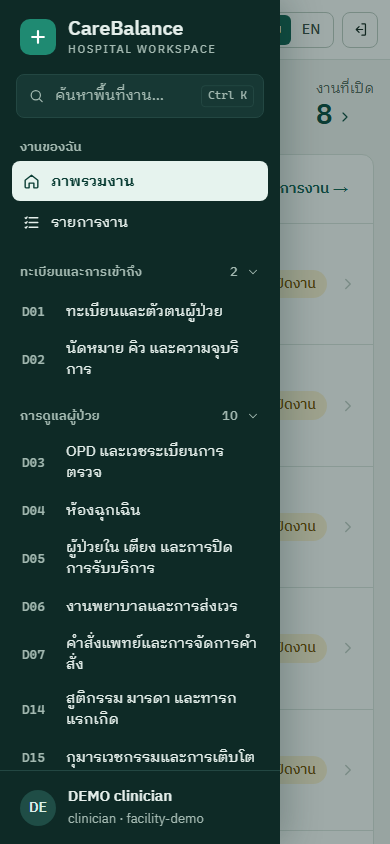 CareBalance
HOSPITAL WORKSPACE
EN
ค้นหาพื้นที่งาน...
Ctrl K
งานที่เปิด
8
งานของฉัน
ภาพรวมงาน
รายการงาน
การงาน →
ทะเบียนและการเข้าถึง 2
D01 ทะเบียนและตัวตนผู้ป่วย
D02 นัดหมาย คิว และความจุบริ
การ
การดูแลผู้ป่วย 10
D03 OPD และเวชระเบียนการ
ตรวจ
D04 ห้องฉุกเฉิน
D05 ผู้ป่วยใน เตียง และการปิด
การรับบริการ
D06 งานพยาบาลและการส่งเวร
D07 คำสั่งแพทย์และการจัดการคำ
สั่ง
D14 สูติกรรม มารดา และทารก
แรกเกิด
D15 กุมารเวชกรรมและการเติบโต
ปิดงาน
ปิดงาน
ปิดงาน
ปิดงาน
ปิดงาน
DE
DEMO clinician
clinician · facility-demo